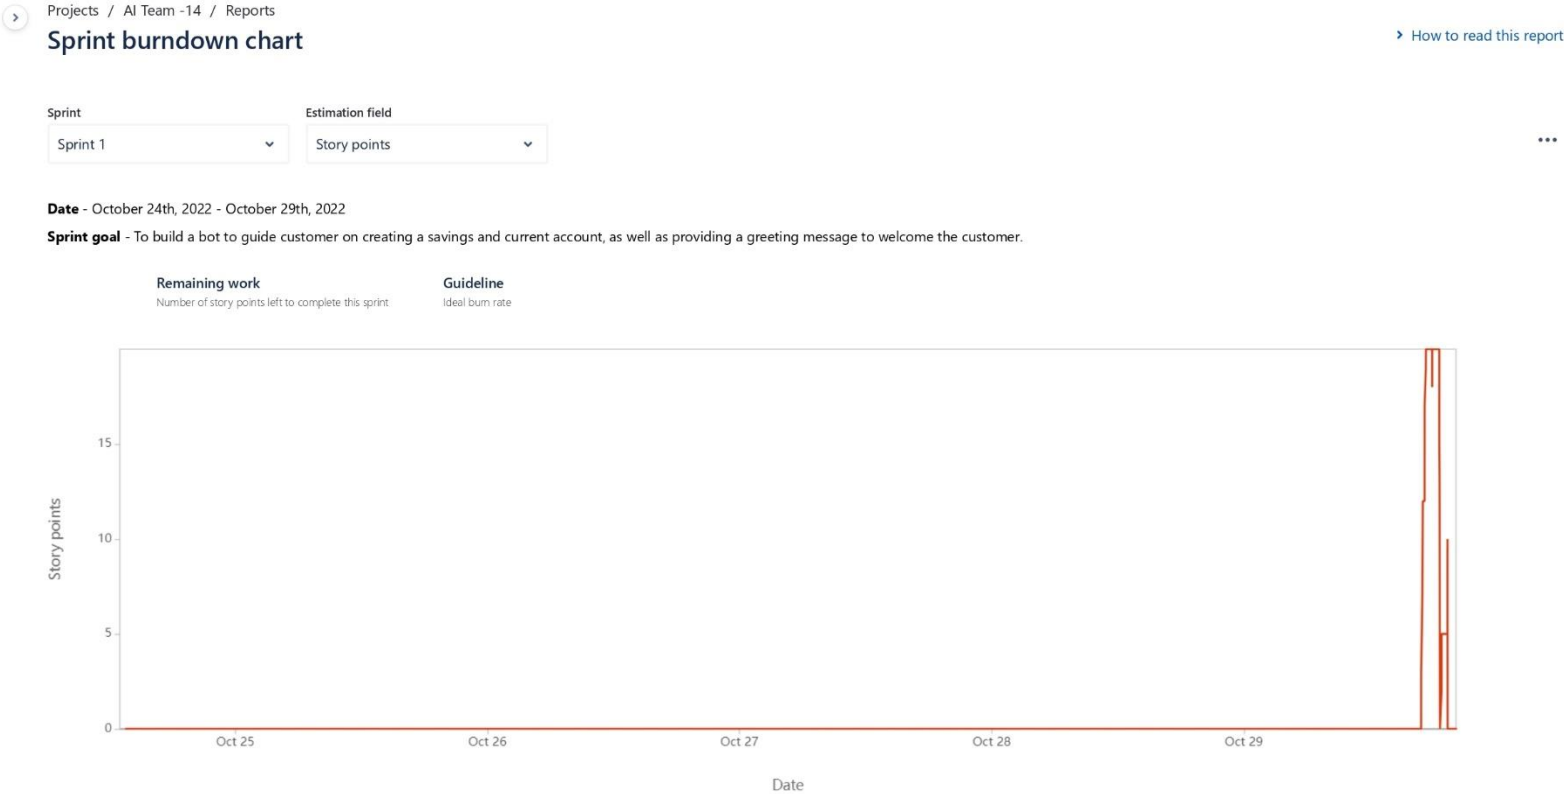 Projects / AI Team -14 / Reports
Sprint burndown chart
How to read this report
Sprint
Estimation field
Sprint 1
Story points
Date - October 24th, 2022 - October 29th, 2022
Sprint goal - To build a bot to guide customer on creating a savings and current account, as well as providing a greeting message to welcome the customer.
Remaining work
Number of story points left to complete this sprint
Guideline
Ideal burn rate
15
10
5
0
Story points
Oct 25
Oct 26
Oct 27
Oct 28
Oct 29
Date